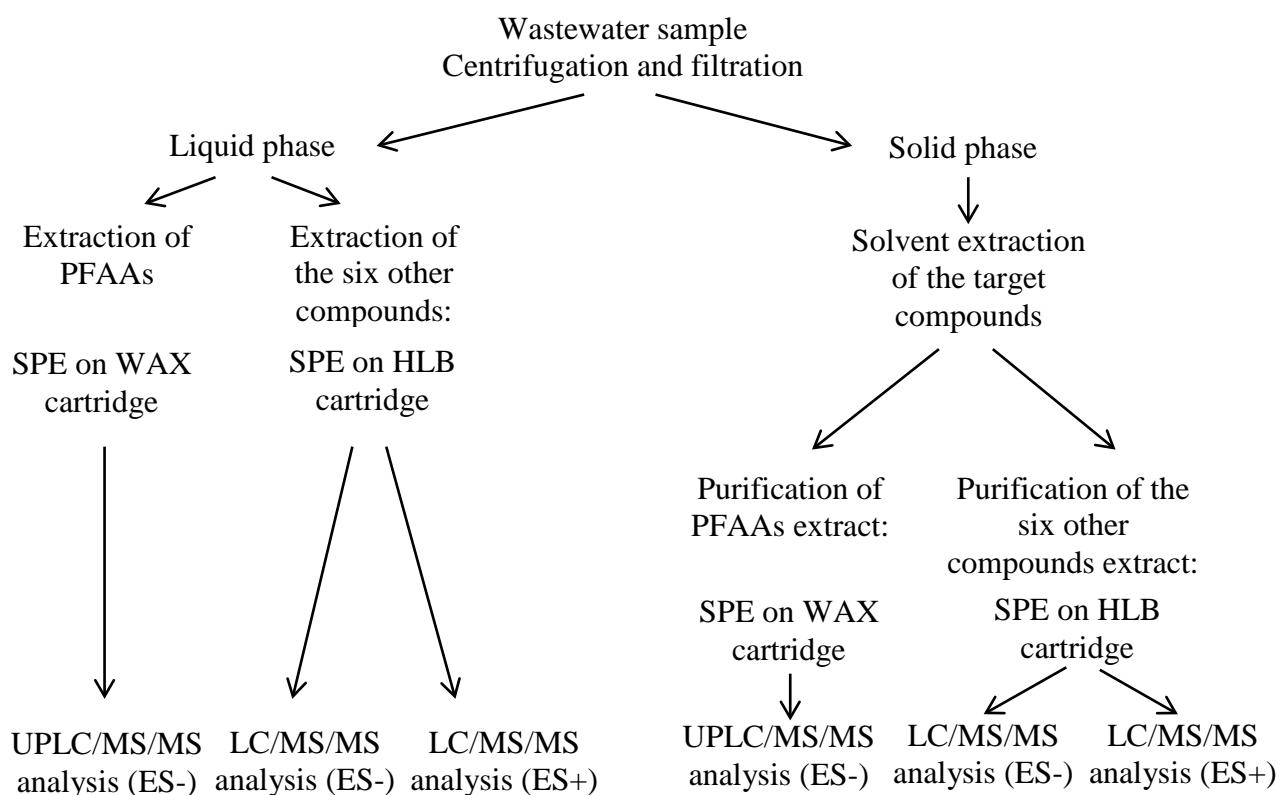 Wastewater sample
Centrifugation and filtration
Liquid phase
Solid phase
Extraction of
PFAAs
Extraction of
the six other
compounds:
Solvent extraction
of the target
compounds
SPE on WAX
cartridge
SPE on HLB
cartridge
Purification of
PFAAs extract:
Purification of the
six other
compounds extract:
SPE on WAX
cartridge
SPE on HLB
cartridge
UPLC/MS/MS
analysis (ES-)
LC/MS/MS
analysis (ES-)
LC/MS/MS
analysis (ES+)
UPLC/MS/MS
analysis (ES-)
LC/MS/MS
analysis (ES-)
LC/MS/MS
analysis (ES+)